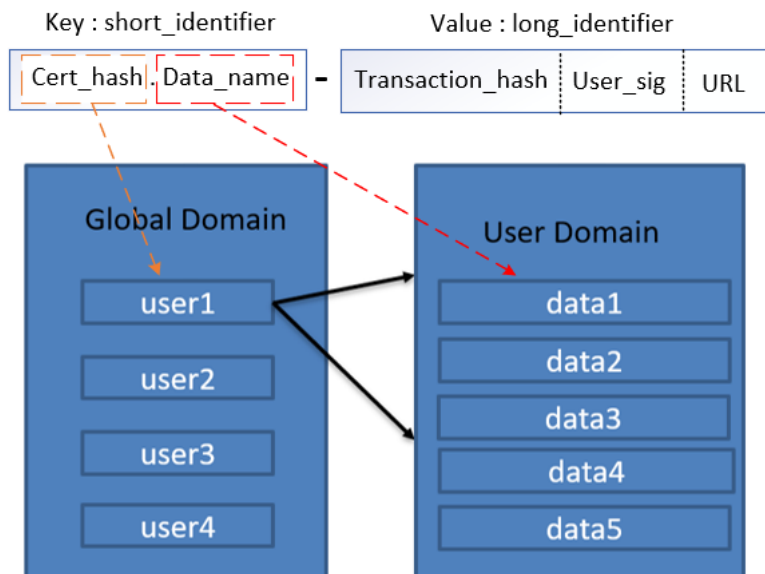 Key : short_identifier
Value : long_identifier
Cert_hash . Data_name - Transaction_hash User_sig URL
Global Domain
user1
user2
user3
user4
User Domain
data1
data2
data3
data4
data5